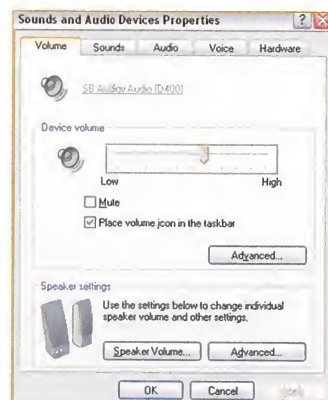 Sounds and Audio Devices Properties
Volume Sounds Audio Voice Hardware
SB Audigy Audio [D400]
Device volume
Low High
Mute
Place volume icon in the taskbar
Advanced...
Speaker settings
Use the settings below to change individual
speaker volume and other settings.
Speaker Volume... Advanced...
OK Cancel Apply